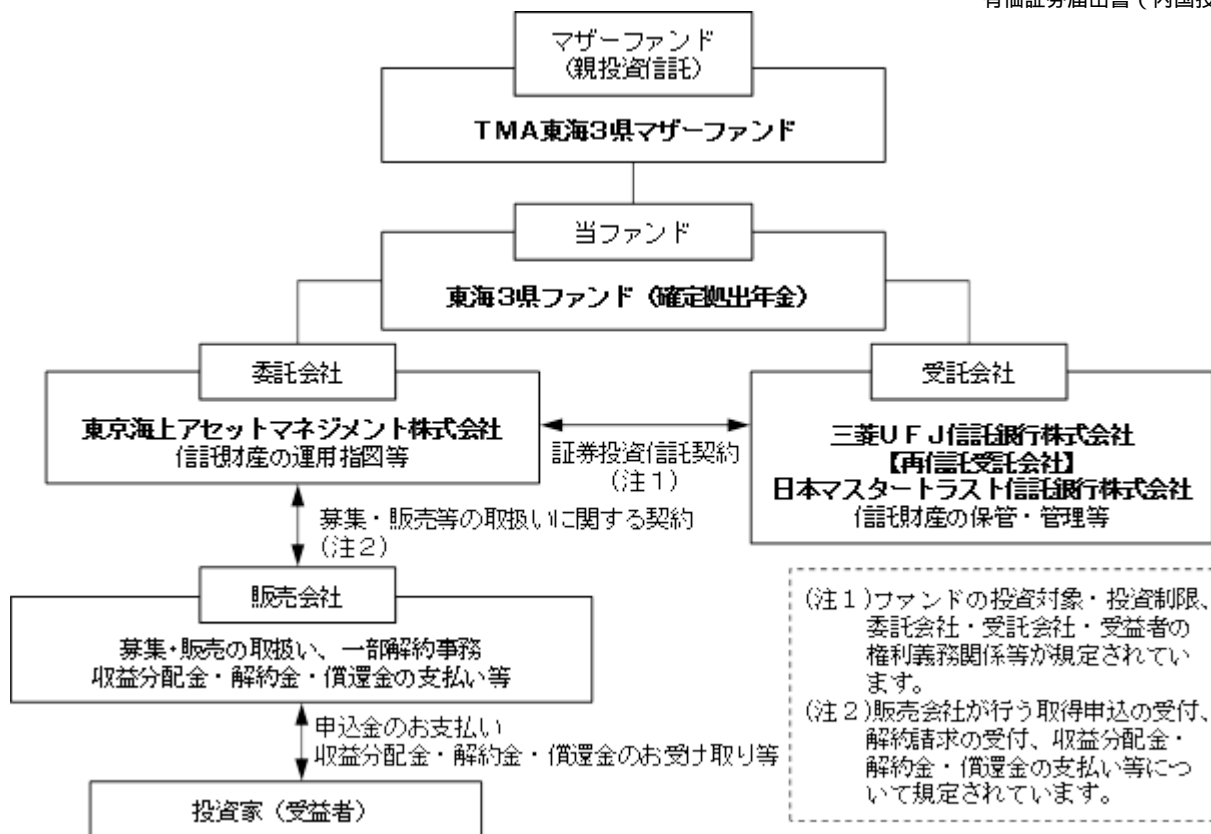 有価証券届出書(内国投
マザーファンド
(親投資信託)
TMA東海3県マザーファンド
当ファンド
東海3県ファンド(確定拠出年金)
委託会社
東京海上アセットマネジメント株式会社
信託財産の運用指図等
証券投資信託契約
(注1)
受託会社
三菱UFJ信託銀行株式会社
【再信託受託会社】
日本マスタートラスト信託銀行株式会社
信託財産の保管・管理等
募集・販売等の取扱いに関する契約
(注2)
販売会社
募集・販売の取扱い、一部解約事務
収益分配金・解約金・償還金の支払い等
申込金のお支払い
収益分配金・解約金・償還金のお受け取り等
投資家(受益者)
(注1)ファンドの投資対象・投資制限、
委託会社・受託会社・受益者の
権利義務関係等が規定されてい
ます。
(注2)販売会社が行う取得申込の受付、
解約請求の受付、収益分配金・
解約金・償還金の支払い等につ
いて規定されています。